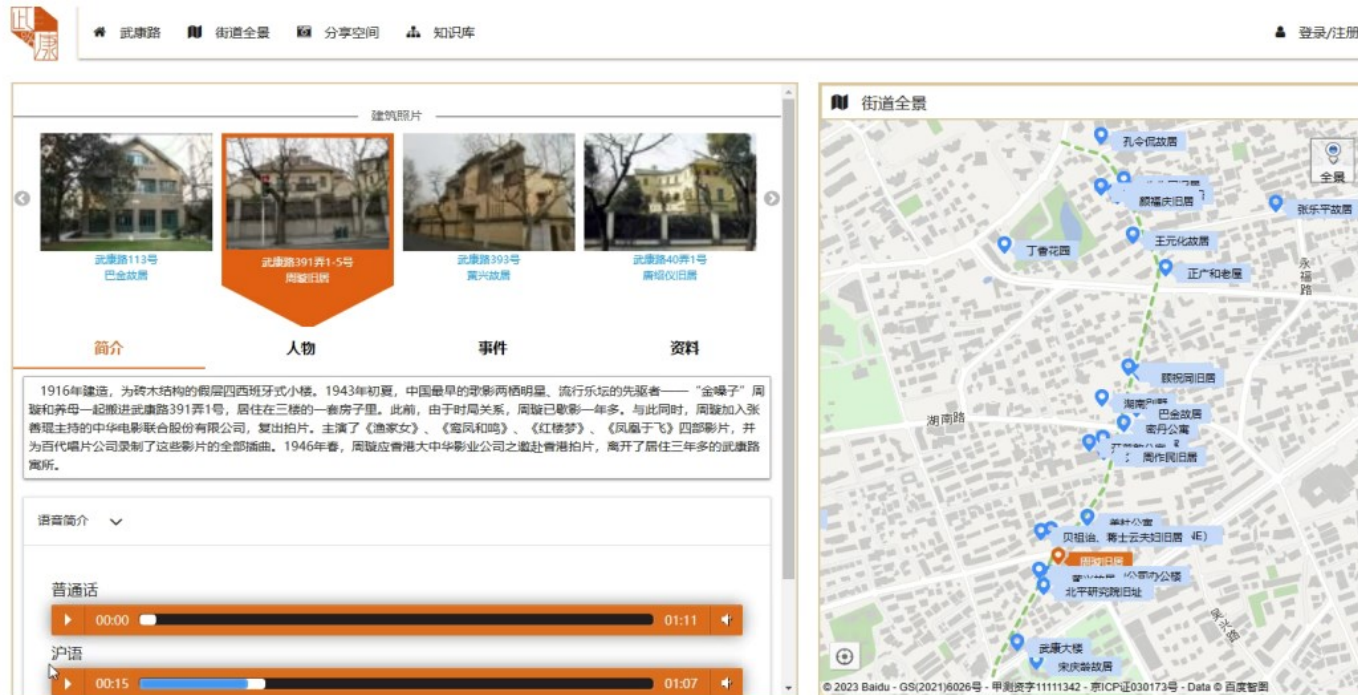 武康
武康路
街道全景
分享空间
知识库
登录/注册
建筑照片
武康路113号
巴金故居
武康路391弄1-5号
周璇旧居
武康路393号
黄兴故居
武康路40弄1号
唐绍仪旧居
简介
人物
事件
资料
1916年建造，为砖木结构的假层四西班牙式小楼。1943年初夏，中国最早的歌影两栖明星、流行乐坛的先驱者——“金嗓子”周
璇和养母一起搬进武康路391弄1号，居住在三楼的一套房子里。此前，由于时局关系，周璇已歇影一年多。与此同时，周璇加入张
善琨主持的中华电影联合股份有限公司，复出拍片。主演了《渔家女》、《鸾凤和鸣》、《红楼梦》、《凤凰于飞》四部影片，并
为百代唱片公司录制了这些影片的全部插曲。1946年春，周璇应香港大中华影业公司之邀赴香港拍片，离开了居住三年多的武康路
寓所。
语音简介
普通话
00:00
01:11
沪语
00:15
01:07
街道全景
全景
孔令侃故居
颜福庆旧居
张乐平故居
丁香花园
王元化故居
正广和老屋
永福路
顾祝同旧居
湖南别墅
湖南路
巴金故居
密丹公寓
周作民旧居
贝祖诒、蒋士云夫妇旧居
周璇旧居
北平研究院旧址
武康大楼
宋庆龄故居
© 2023 Baidu - GS(2021)6026号 - 甲测资字11111342 - 京ICP证030173号 - Data © 百度智图